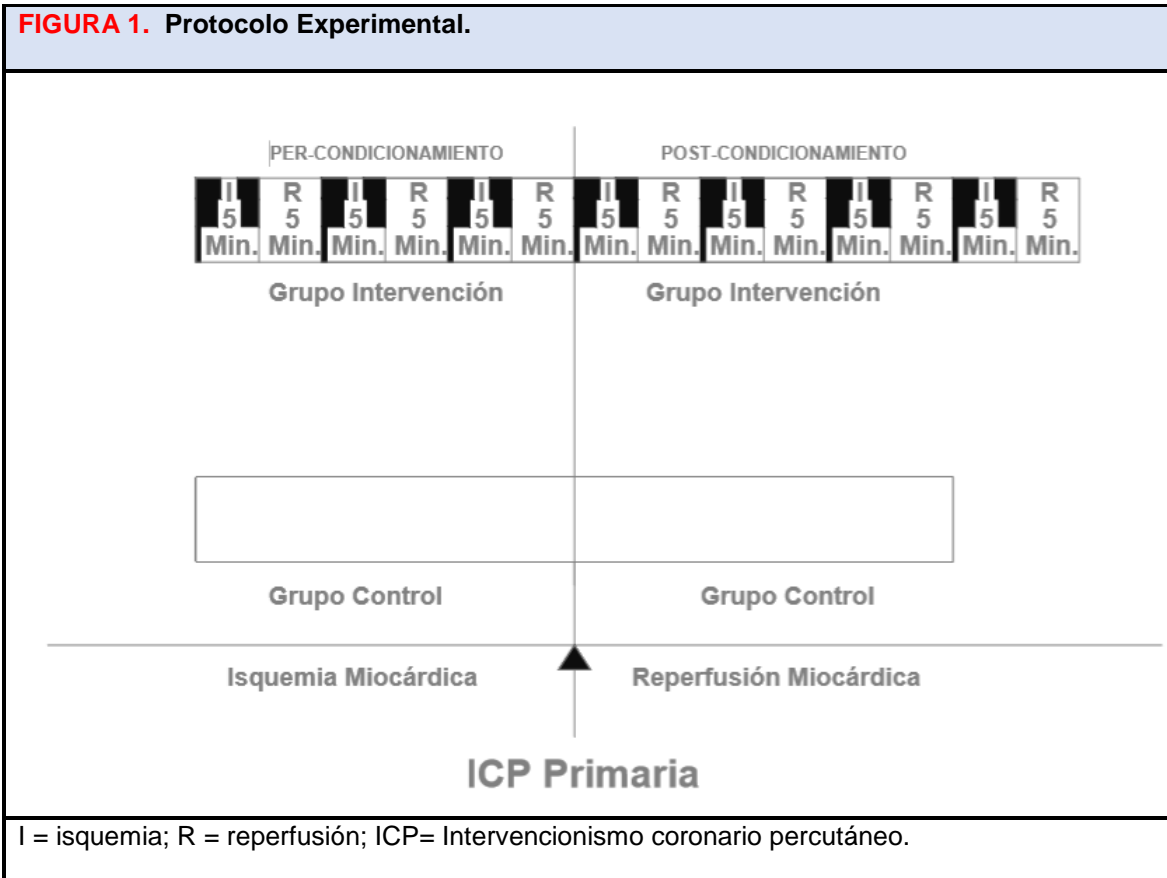 FIGURA 1. Protocolo Experimental.
PER-CONDICIONAMIENTO POST-CONDICIONAMIENTO
I R I R I R I R I R I R I R
5 5 5 5 5 5 5 5 5 5 5 5 5 5
Min. Min. Min. Min. Min. Min. Min. Min. Min. Min. Min. Min. Min. Min.
Grupo Intervención Grupo Intervención
Grupo Control Grupo Control
Isquemia Miocárdica Reperfusión Miocárdica
ICP Primaria
I = isquemia; R = reperfusión; ICP= Intervencionismo coronario percutáneo.